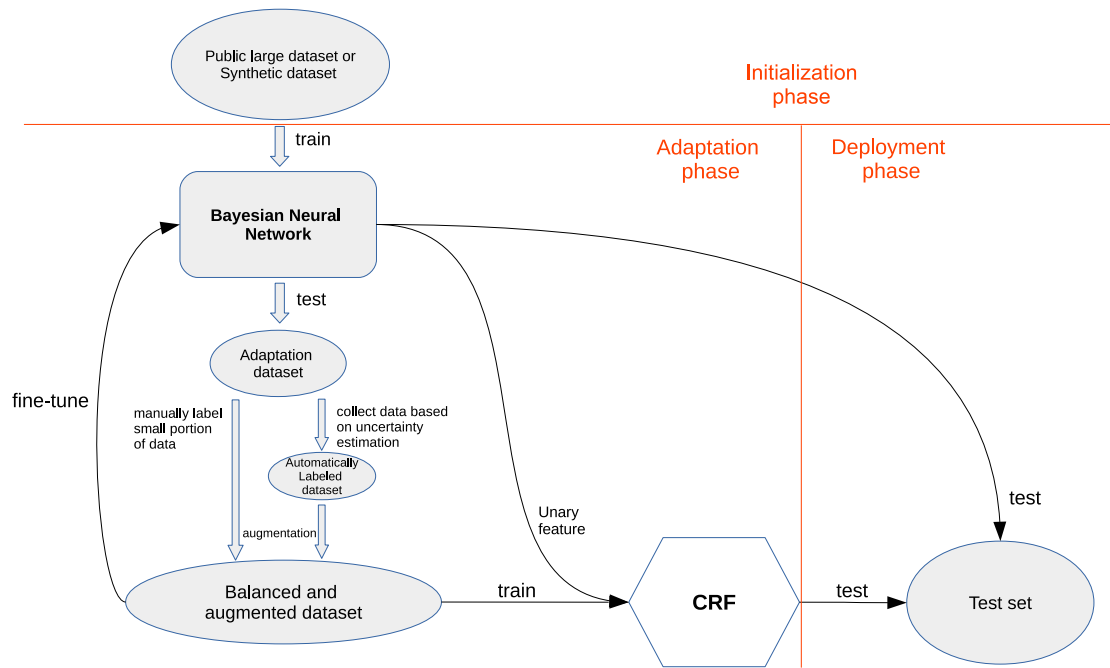 Public large dataset or
Synthetic dataset
Initialization
phase
train
Adaptation
phase
Deployment
phase
Bayesian Neural
Network
test
Adaptation
dataset
fine-tune
manually label
small portion
of data
collect data based
on uncertainty
estimation
Automatically
Labeled
dataset
augmentation
Unary
feature
test
Balanced and
augmented dataset
train
CRF
test
Test set